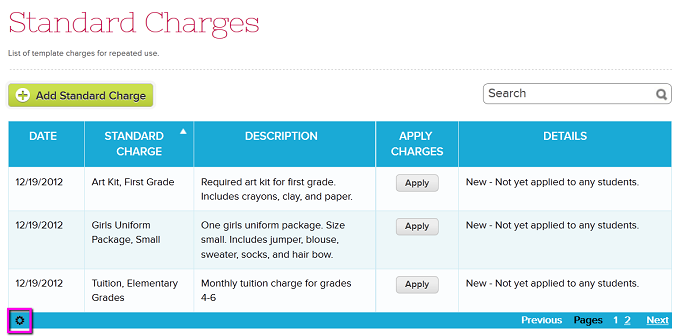 Standard Charges
List of template charges for repeated use.
Add Standard Charge
Search
DATE
STANDARD
CHARGE
DESCRIPTION
APPLY
CHARGES
DETAILS
12/19/2012
Art Kit, First Grade
Required art kit for first grade.
Includes crayons, clay, and paper.
Apply
New - Not yet applied to any students.
12/19/2012
Girls Uniform
Package, Small
One girls uniform package. Size
small. Includes jumper, blouse,
sweater, socks, and hair bow.
Apply
New - Not yet applied to any students.
12/19/2012
Tuition, Elementary
Grades
Monthly tuition charge for grades
4-6
Apply
New - Not yet applied to any students.
Previous Pages 1 2 Next